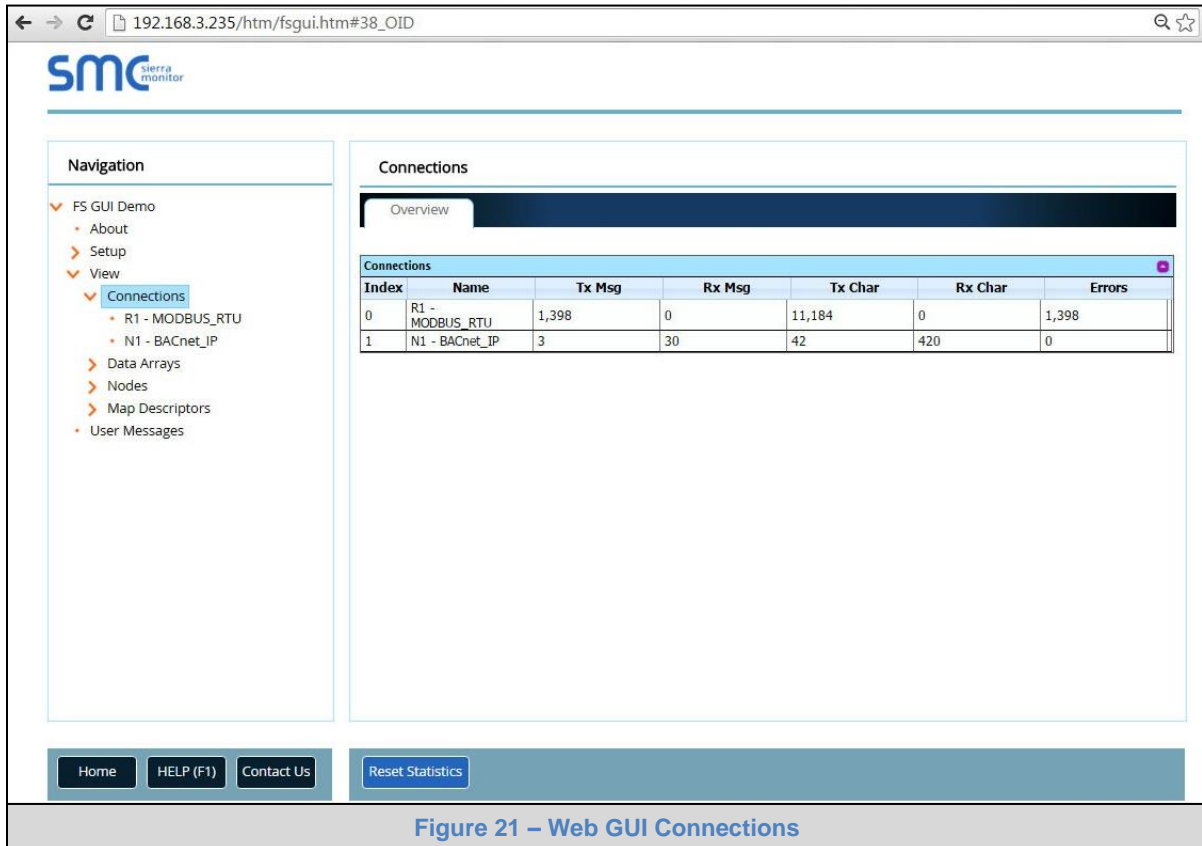 192.168.3.235/htm/fsgui.htm#38_OID
smc sierra monitor
Navigation
FS GUI Demo
About
Setup
View
Connections
R1 - MODBUS_RTU
N1 - BACnet_IP
Data Arrays
Nodes
Map Descriptors
User Messages
Connections
Overview
Connections
Index Name Tx Msg Rx Msg Tx Char Rx Char Errors
0 R1 - MODBUS_RTU 1,398 0 11,184 0 1,398
1 N1 - BACnet_IP 3 30 42 420 0
Home HELP (F1) Contact Us Reset Statistics
Figure 21 – Web GUI Connections